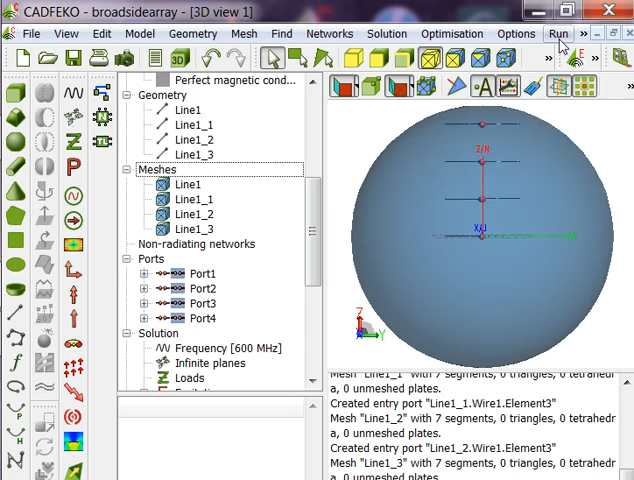 CADFEKO - broadsidearray - [3D view 1]
File View Edit Model Geometry Mesh Find Networks Solution Optimisation Options Run »
3D » »
Perfect magnetic cond...
Geometry
Line1
Line1_1
Line1_2
Line1_3
Meshes
Line1
Line1_1
Line1_2
Line1_3
Non-radiating networks
Ports
Port1
Port2
Port3
Port4
Solution
Frequency [600 MHz]
Infinite planes
Loads
Z/N
X/U
Z
Y
Mesh "Line1_1" with 7 segments, 0 triangles, 0 tetrahedr
a, 0 unmeshed plates.
Created entry port "Line1_1.Wire1.Element3"
Mesh "Line1_2" with 7 segments, 0 triangles, 0 tetrahedr
a, 0 unmeshed plates.
Created entry port "Line1_2.Wire1.Element3"
Mesh "Line1_3" with 7 segments, 0 triangles, 0 tetrahedr
a, 0 unmeshed plates.